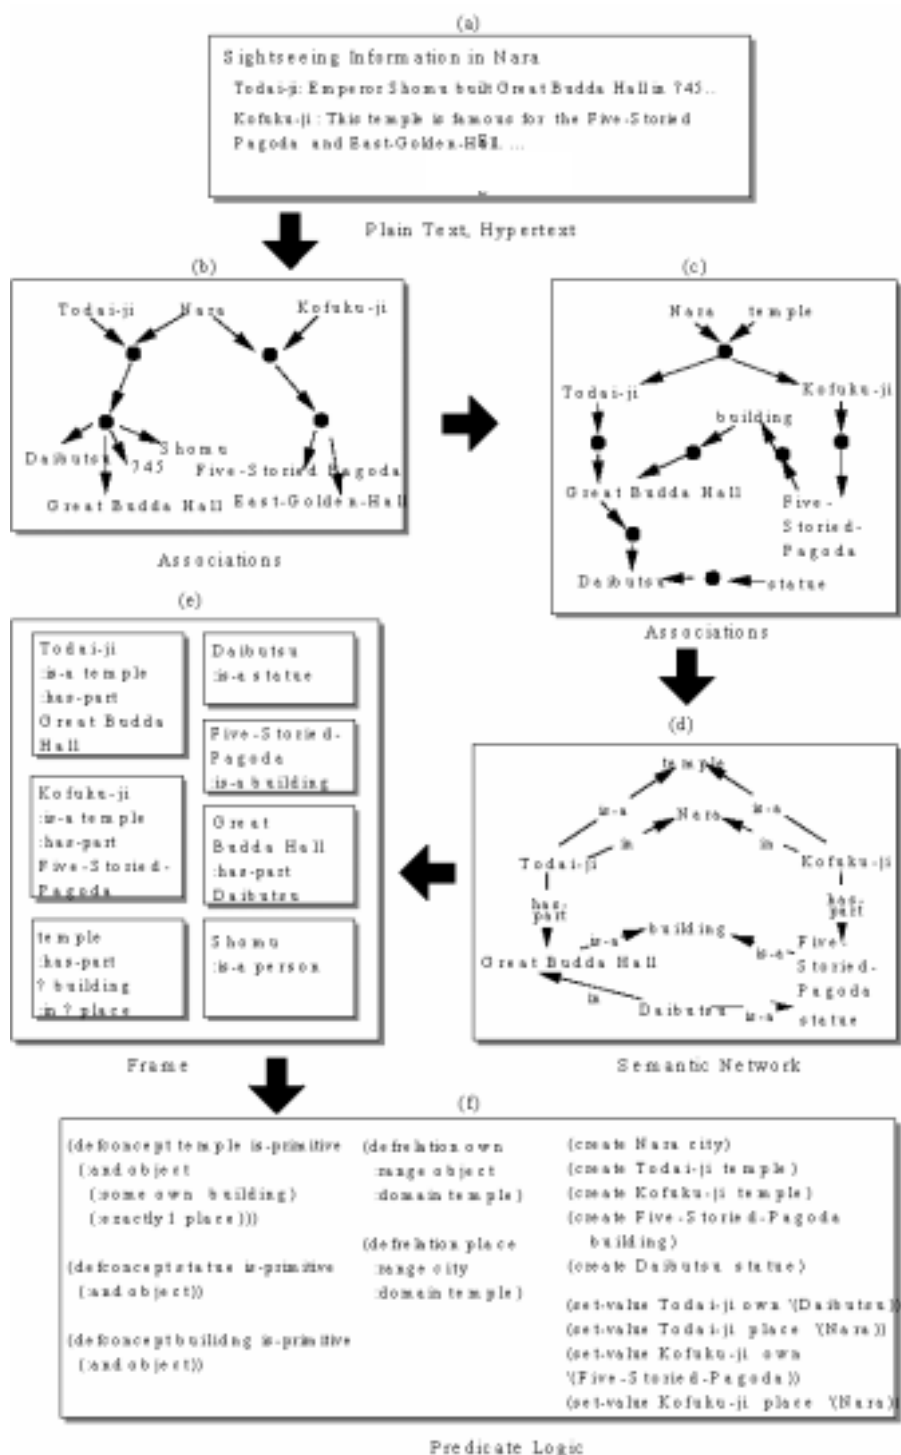 (a)
Sightseeing Information in Nara
Todai-ji: Emperor Shomu built Great Budda Hall in 745..
Kofuku-ji: This temple is famous for the Five-Storied
Pagoda and East-Golden-Hall. ...
Plain Text, Hypertext
(b)
Todai-ji Nara Kofuku-ji
Daibutsu 745 Shomu
Five-Storied Pagoda
Great Budda Hall East-Golden-Hall
Associations
(c)
Nara temple
Todai-ji Kofuku-ji
building
Great Budda Hall
Five-
Storied-
Pagoda
Daibutsu statue
Associations
(e)
Todai-ji
:is-a temple
:has-part
Great Budda
Hall
Daibutsu
:is-a statue
Five-Storied-
Pagoda
:is-a building
Kofuku-ji
:is-a temple
:has-part
Five-Storied-
Pagoda
Great
Budda Hall
:has-part
Daibutsu
temple
:has-part
? building
:in ? place
Shomu
:is-a person
Frame
(d)
temple
is-a is-a
Nara
in in
Todai-ji Kofuku-ji
has-
part
has-
part
building
is-a is-a
Great Budda Hall
Five-
Storied-
Pagoda
in
Daibutsu is-a statue
Semantic Network
(f)
(defconcept temple is-primitive
(:and object
(:some own building)
(:exactly 1 place)))
(defconcept statue is-primitive
(:and object))
(defconcept builidng is-primitive
(:and object))
(defrelation own
:range object
:domain temple)
(defrelation place
:range city
:domain temple)
(create Nara city)
(create Todai-ji temple)
(create Kofuku-ji temple)
(create Five-Storied-Pagoda
building)
(create Daibutsu statue)
(set-value Todai-ji own '(Daibutsu))
(set-value Todai-ji place '(Nara))
(set-value Kofuku-ji own
'(Five-Storied-Pagoda))
(set-value Kofuku-ji place '(Nara))
Predicate Logic